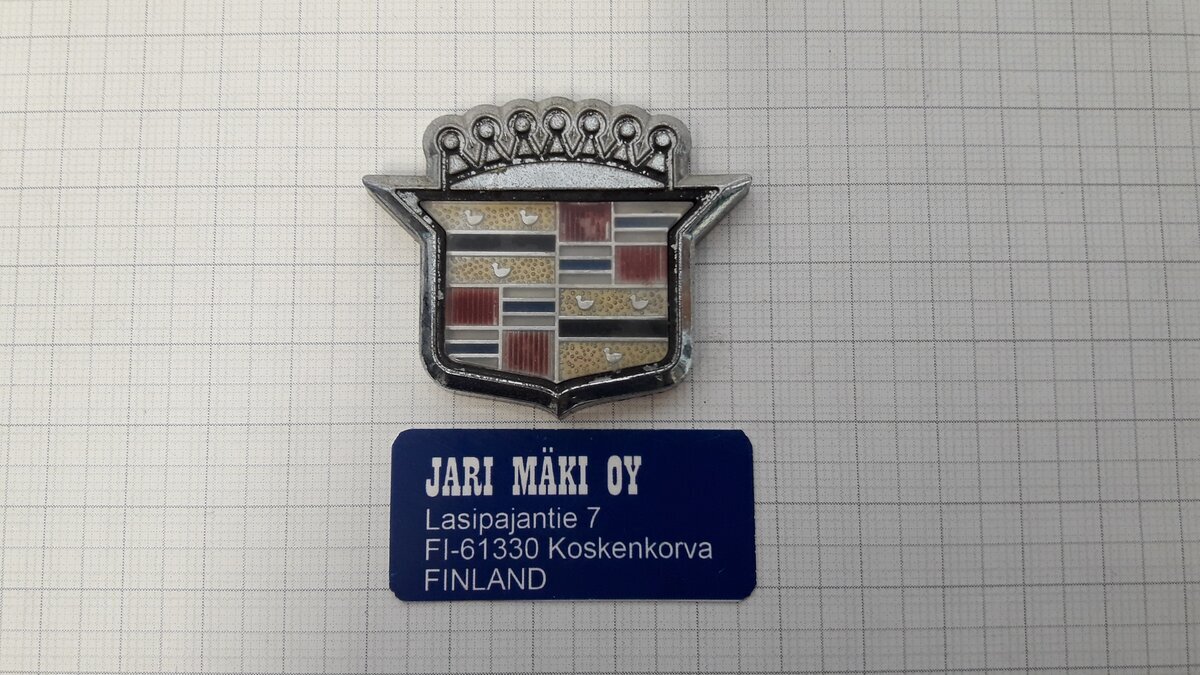 JARI MÄKI OY
Lasipajantie 7
FI-61330 Koskenkorva
FINLAND